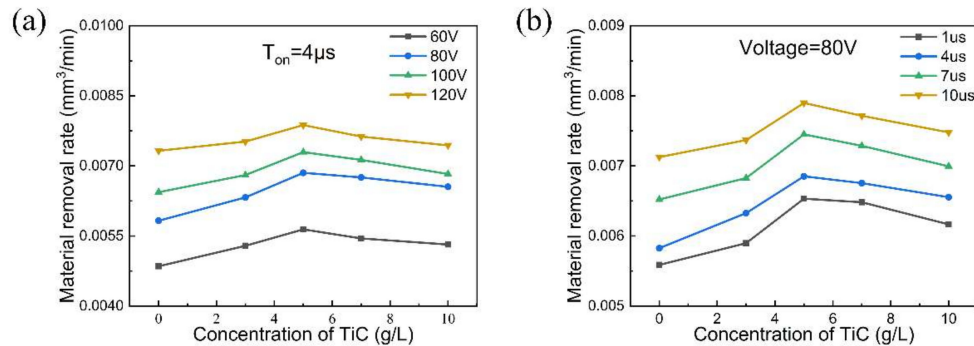 (a)
Material removal rate (mm³/min)
0.0100
0.0085
0.0070
0.0055
0.0040
Tₒₙ=4μs
60V
80V
100V
120V
0 2 4 6 8 10
Concentration of TiC (g/L)
(b)
Material removal rate (mm³/min)
0.009
0.008
0.007
0.006
0.005
Voltage=80V
1us
4us
7us
10us
0 2 4 6 8 10
Concentration of TiC (g/L)